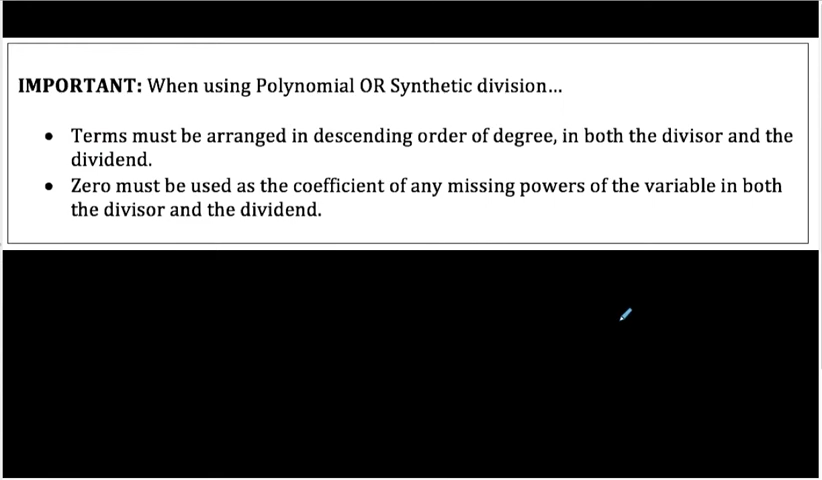 IMPORTANT: When using Polynomial OR Synthetic division...
• Terms must be arranged in descending order of degree, in both the divisor and the
dividend.
• Zero must be used as the coefficient of any missing powers of the variable in both
the divisor and the dividend.